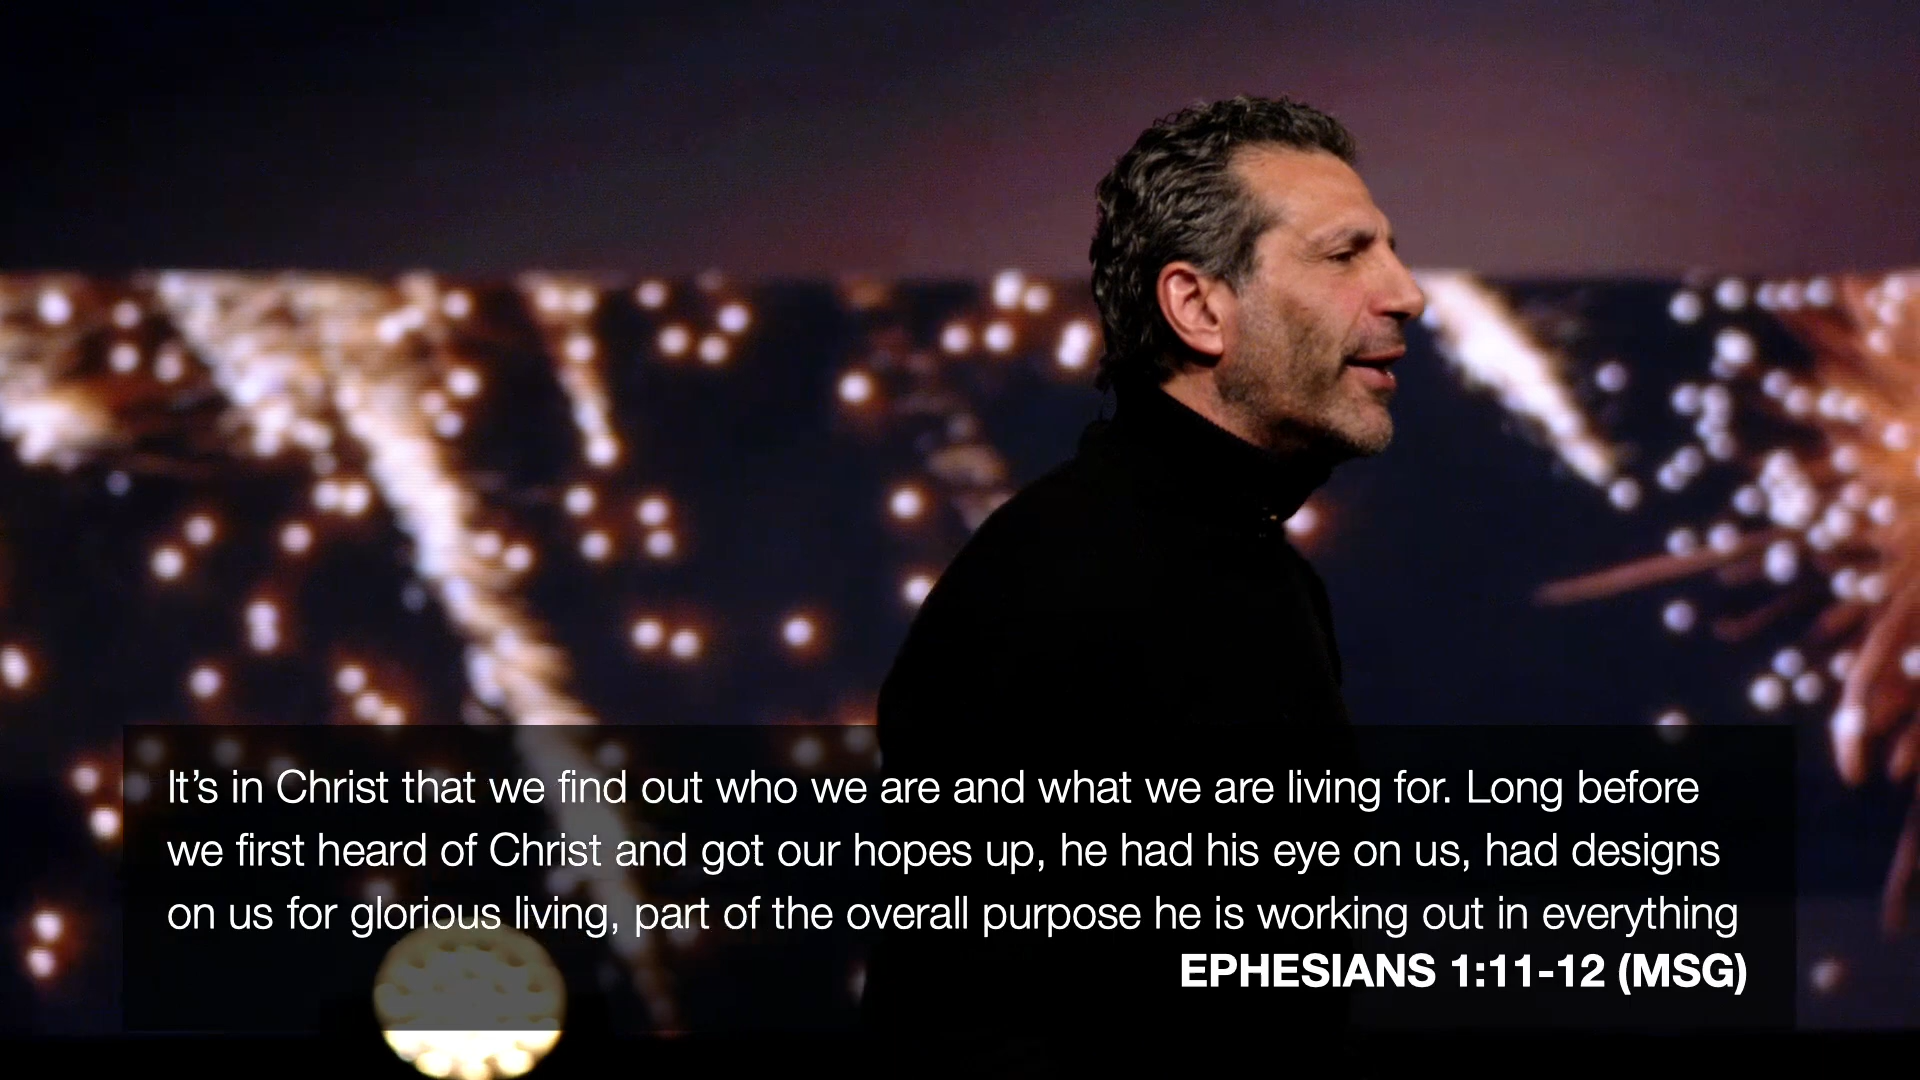 It’s in Christ that we find out who we are and what we are living for. Long before
we first heard of Christ and got our hopes up, he had his eye on us, had designs
on us for glorious living, part of the overall purpose he is working out in everything
EPHESIANS 1:11-12 (MSG)